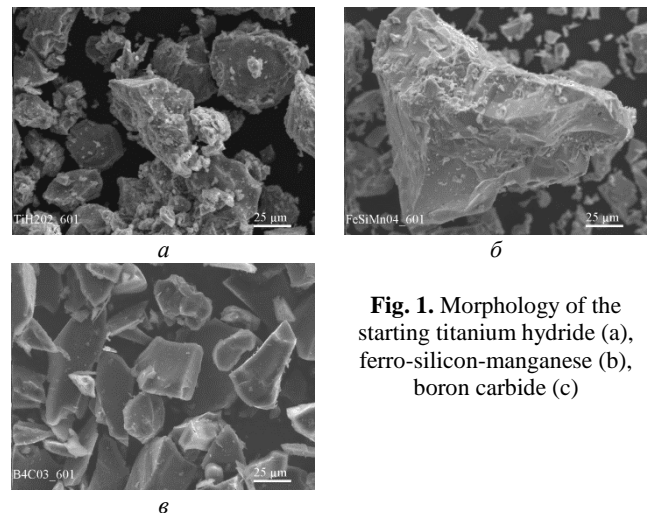 TiH202_601
25 µm
FeSiMn04_601
25 µm
а
б
B4C03_601
25 µm
в
Fig. 1. Morphology of the
starting titanium hydride (a),
ferro-silicon-manganese (b),
boron carbide (c)